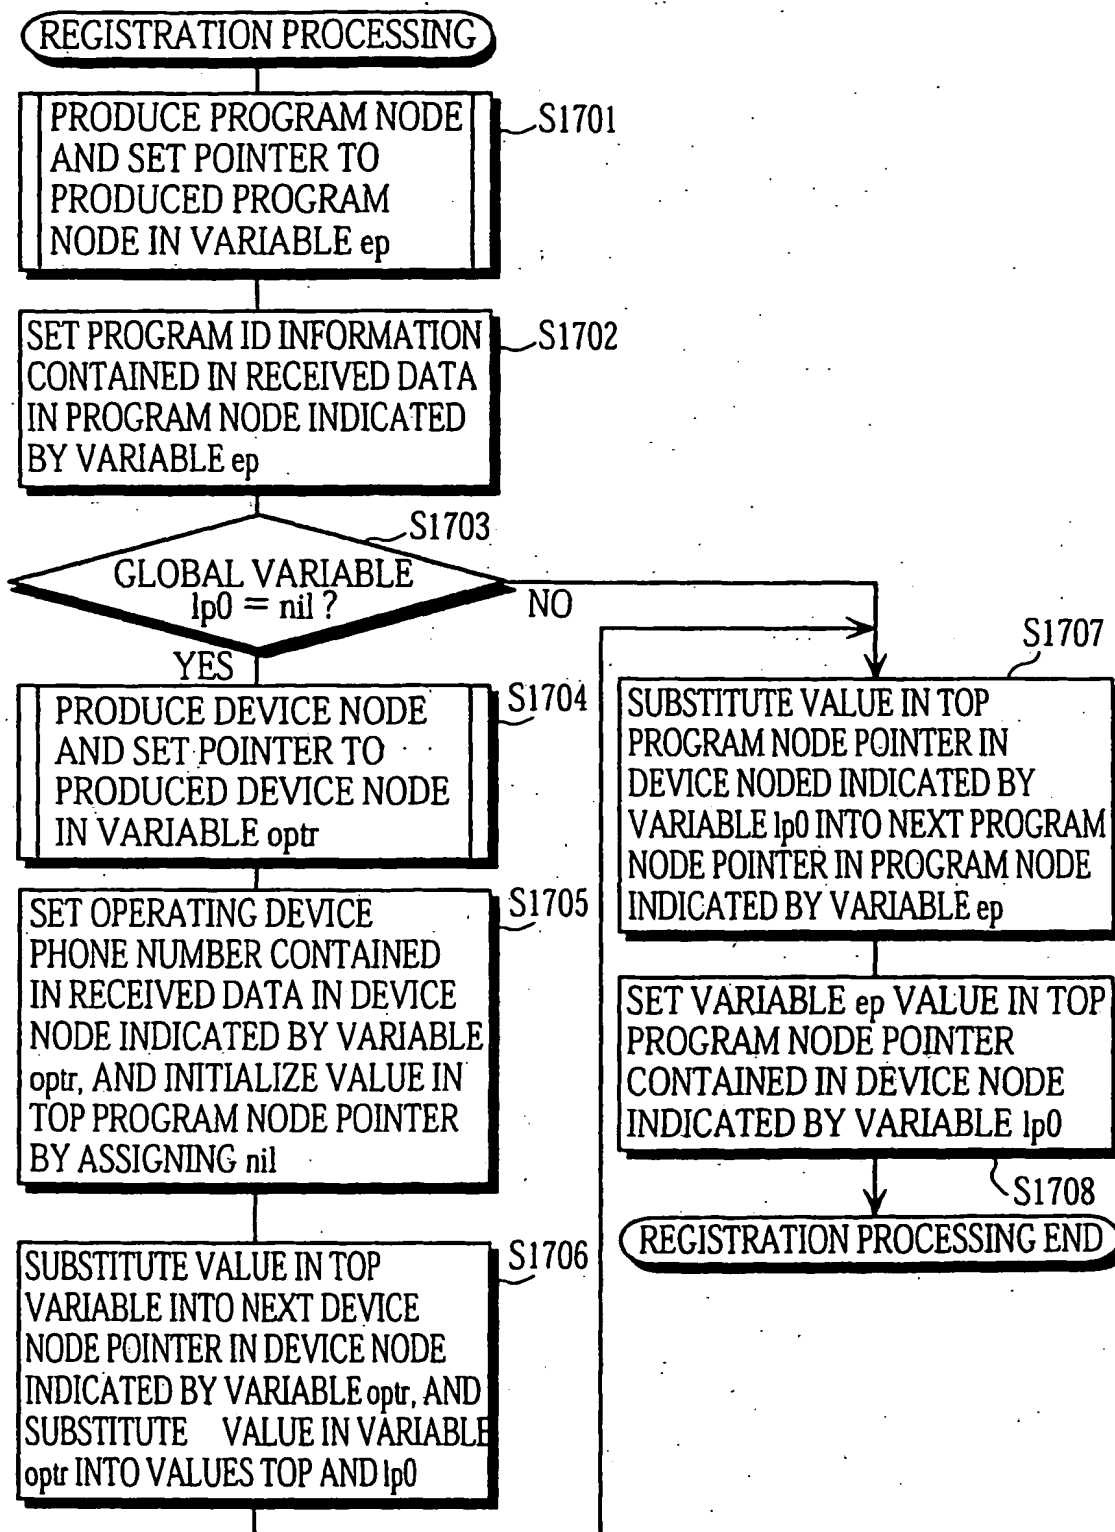 REGISTRATION PROCESSING
PRODUCE PROGRAM NODE
AND SET POINTER TO
PRODUCED PROGRAM
NODE IN VARIABLE ep
S1701
SET PROGRAM ID INFORMATION
CONTAINED IN RECEIVED DATA
IN PROGRAM NODE INDICATED
BY VARIABLE ep
S1702
S1703
GLOBAL VARIABLE
lp0 = nil ?
NO
YES
PRODUCE DEVICE NODE
AND SET POINTER TO
PRODUCED DEVICE NODE
IN VARIABLE optr
S1704
SET OPERATING DEVICE
PHONE NUMBER CONTAINED
IN RECEIVED DATA IN DEVICE
NODE INDICATED BY VARIABLE
optr, AND INITIALIZE VALUE IN
TOP PROGRAM NODE POINTER
BY ASSIGNING nil
S1705
SUBSTITUTE VALUE IN TOP
VARIABLE INTO NEXT DEVICE
NODE POINTER IN DEVICE NODE
INDICATED BY VARIABLE optr, AND
SUBSTITUTE VALUE IN VARIABLE
optr INTO VALUES TOP AND lp0
S1706
S1707
SUBSTITUTE VALUE IN TOP
PROGRAM NODE POINTER IN
DEVICE NODED INDICATED BY
VARIABLE lp0 INTO NEXT PROGRAM
NODE POINTER IN PROGRAM NODE
INDICATED BY VARIABLE ep
SET VARIABLE ep VALUE IN TOP
PROGRAM NODE POINTER
CONTAINED IN DEVICE NODE
INDICATED BY VARIABLE lp0
S1708
REGISTRATION PROCESSING END